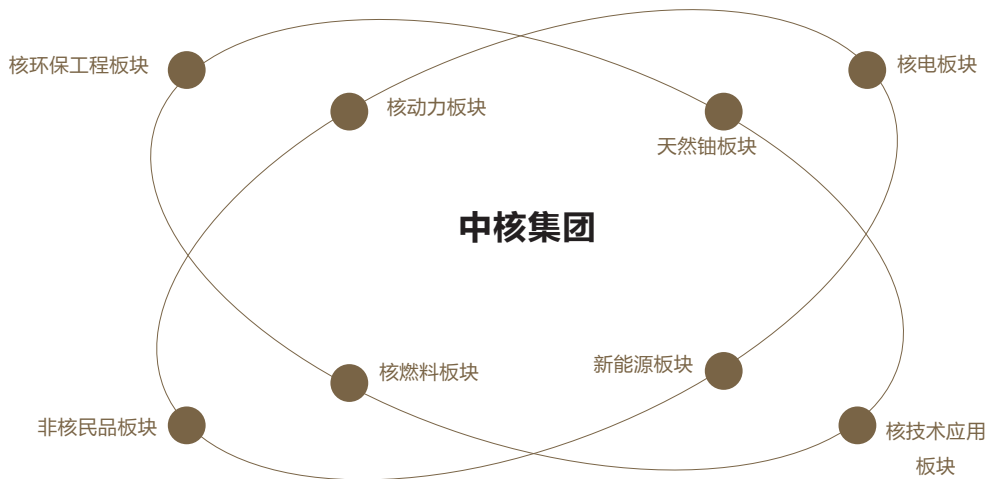 核环保工程板块
核电板块
核动力板块
天然铀板块
中核集团
新能源板块
核燃料板块
非核民品板块
核技术应用
板块